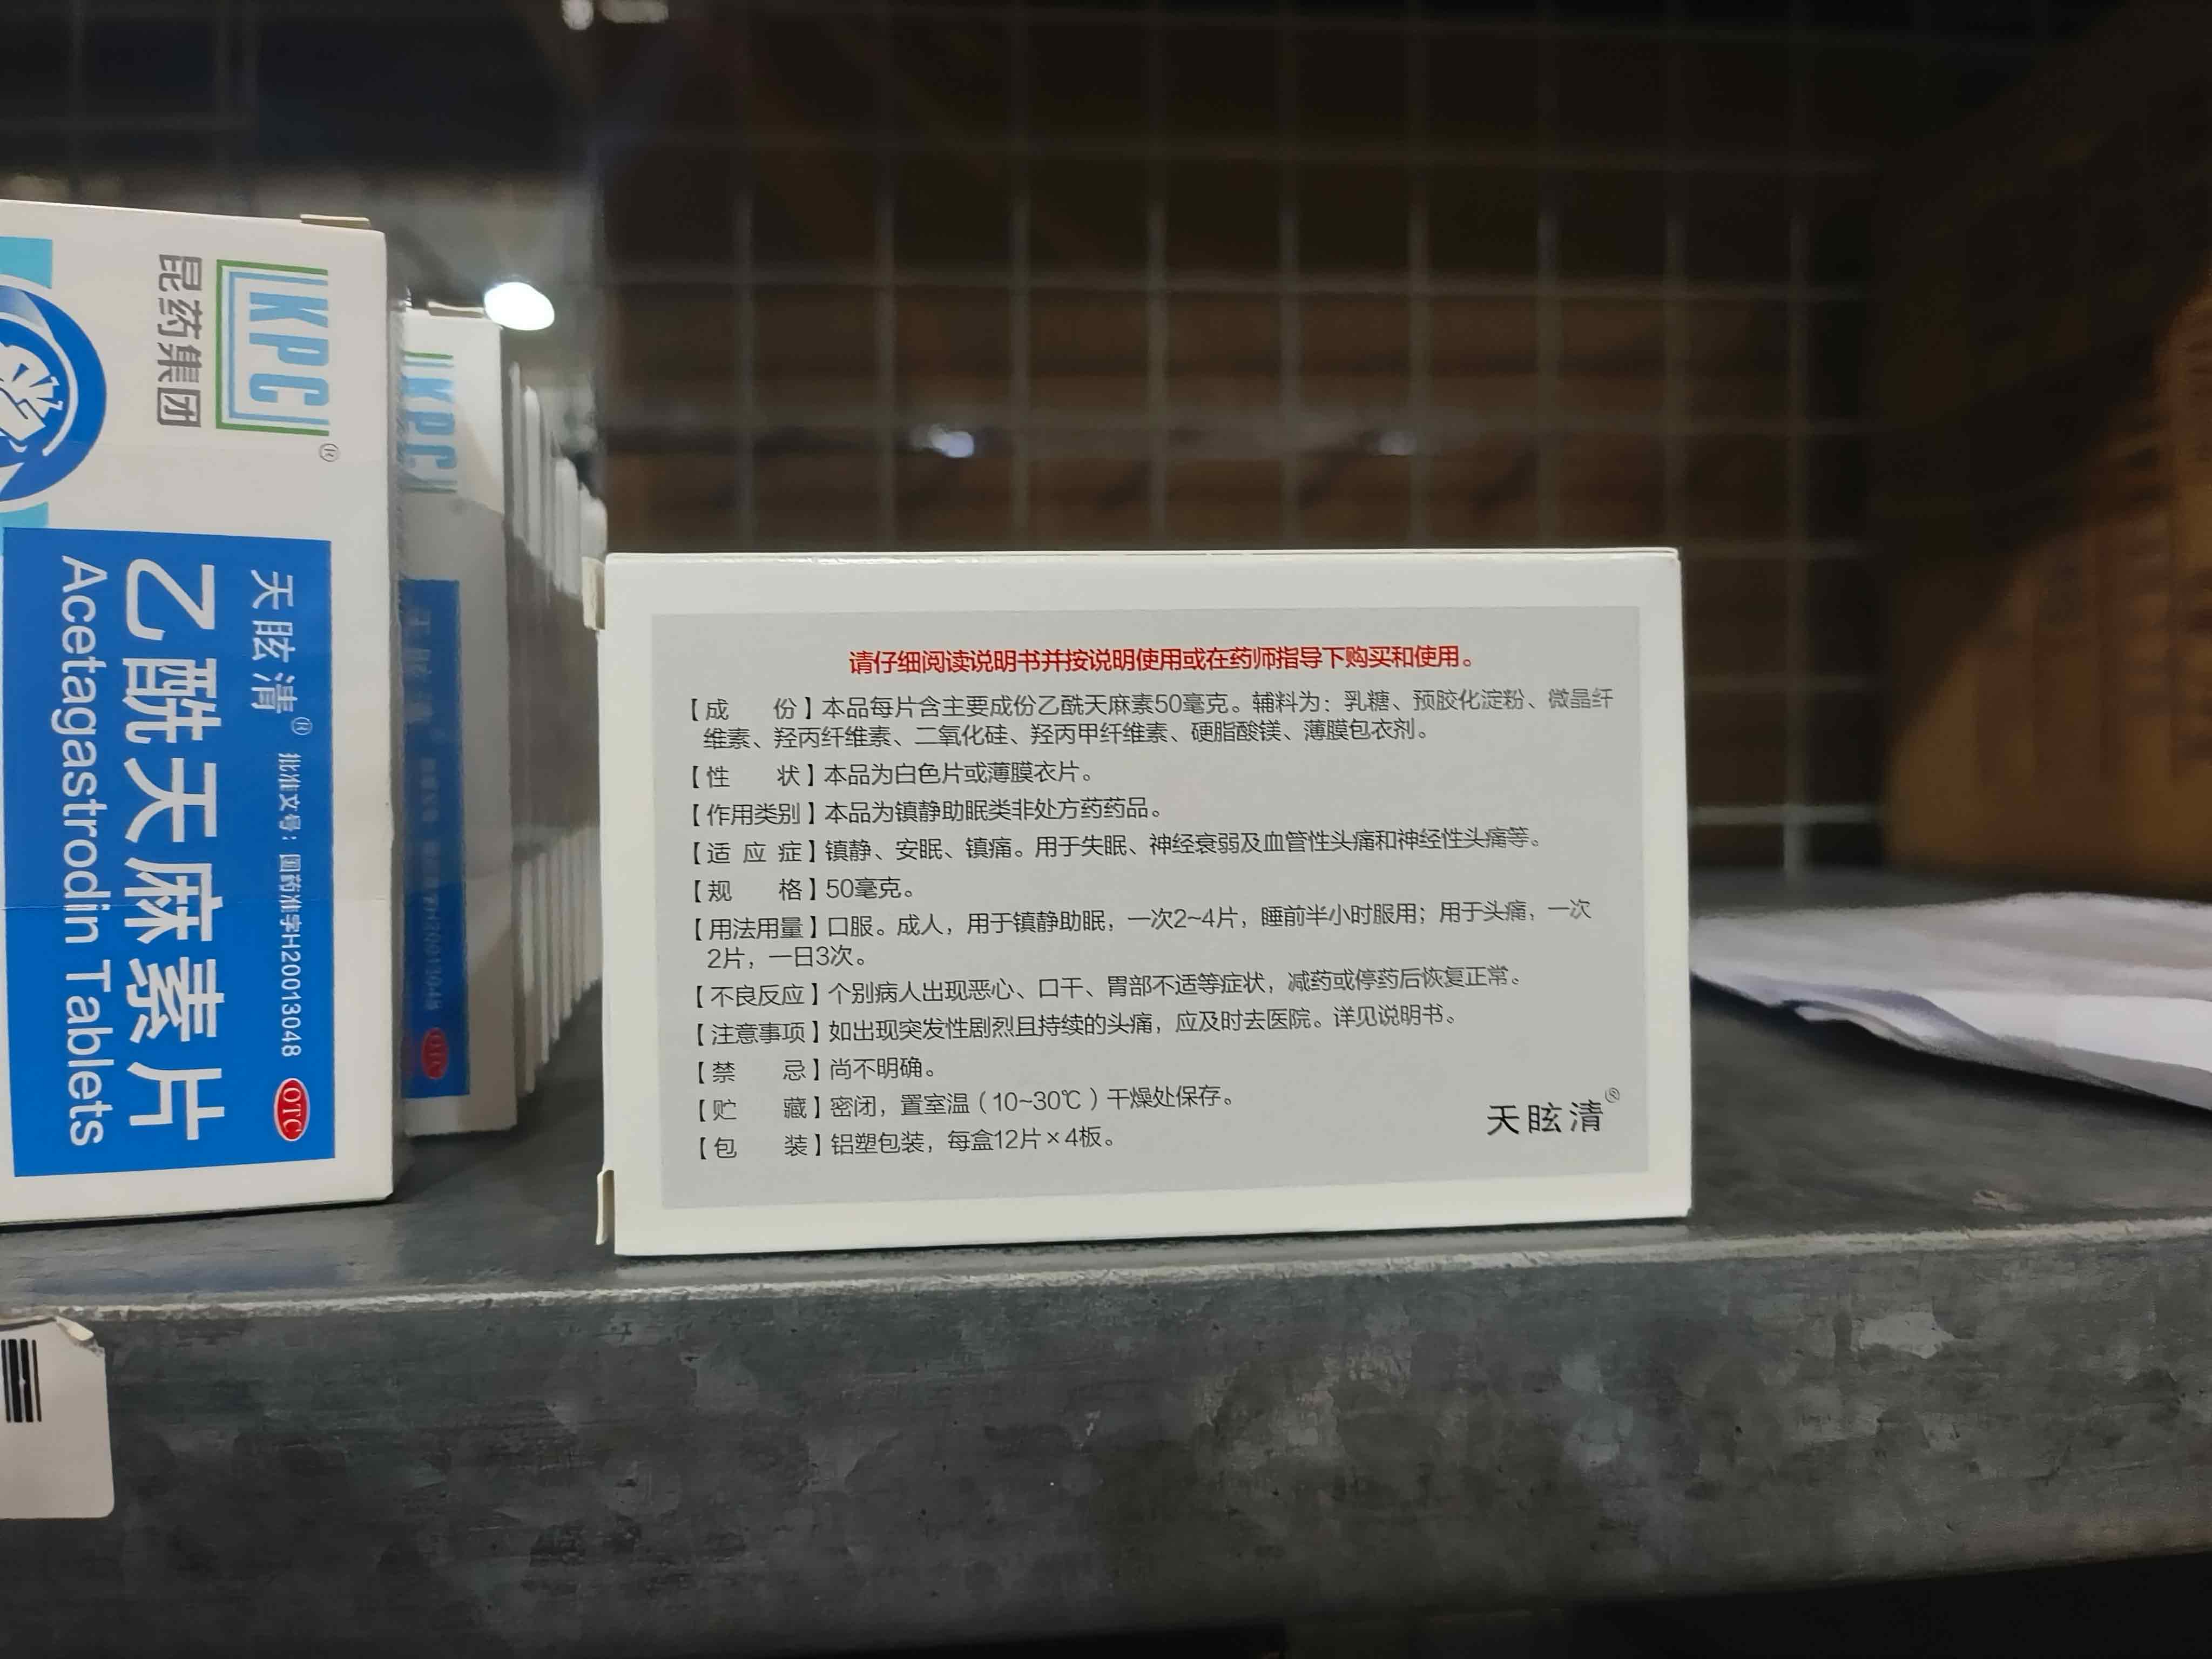 KPC
®
昆药集团
天眩清®
批准文号：国药准字H20013048
OTC
乙酰天麻素片
Acetagastrodin Tablets
KPC
OTC
请仔细阅读说明书并按说明使用或在药师指导下购买和使用。
【成 份】本品每片含主要成份乙酰天麻素50毫克。辅料为：乳糖、预胶化淀粉、微晶纤
维素、羟丙纤维素、二氧化硅、羟丙甲纤维素、硬脂酸镁、薄膜包衣剂。
【性 状】本品为白色片或薄膜衣片。
【作用类别】本品为镇静助眠类非处方药药品。
【适 应 症】镇静、安眠、镇痛。用于失眠、神经衰弱及血管性头痛和神经性头痛等。
【规 格】50毫克。
【用法用量】口服。成人，用于镇静助眠，一次2~4片，睡前半小时服用；用于头痛，一次
2片，一日3次。
【不良反应】个别病人出现恶心、口干、胃部不适等症状，减药或停药后恢复正常。
【注意事项】如出现突发性剧烈且持续的头痛，应及时去医院。详见说明书。
【禁 忌】尚不明确。
【贮 藏】密闭，置室温（10~30℃）干燥处保存。
【包 装】铝塑包装，每盒12片×4板。
天眩清®